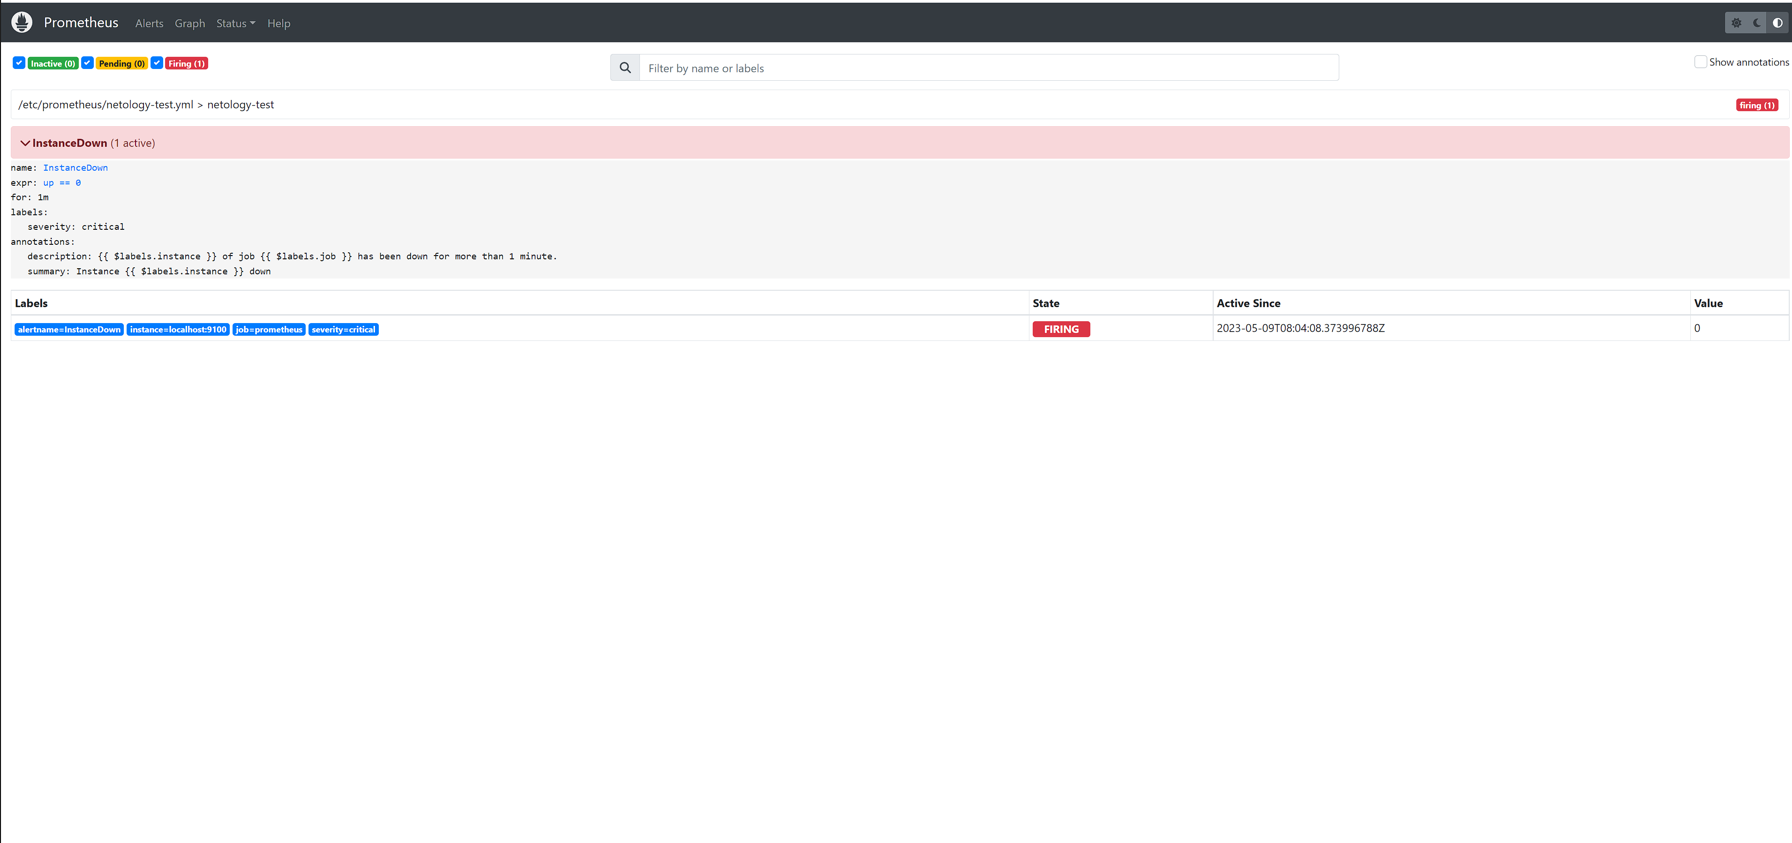 Prometheus Alerts Graph Status Help
Inactive (0) Pending (0) Firing (1) Filter by name or labels Show annotations
/etc/prometheus/netology-test.yml > netology-test firing (1)
InstanceDown (1 active)
name: InstanceDown
expr: up == 0
for: 1m
labels:
severity: critical
annotations:
description: {{ $labels.instance }} of job {{ $labels.job }} has been down for more than 1 minute.
summary: Instance {{ $labels.instance }} down
Labels State Active Since Value
alertname=InstanceDown instance=localhost:9100 job=prometheus severity=critical FIRING 2023-05-09T08:04:08.373996788Z 0